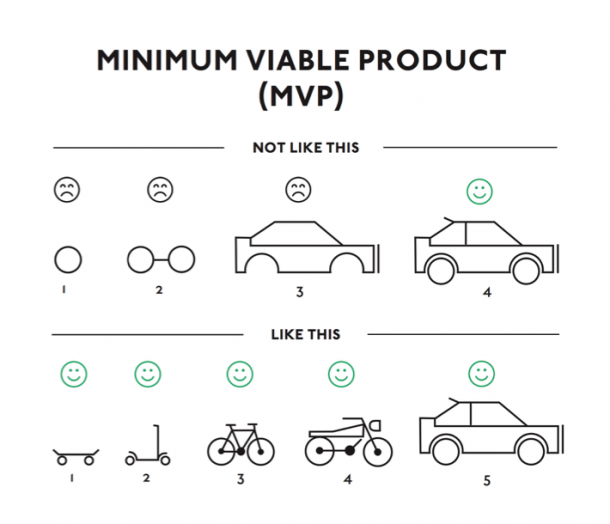 MINIMUM VIABLE PRODUCT
(MVP)
NOT LIKE THIS
1 2 3 4
LIKE THIS
1 2 3 4 5